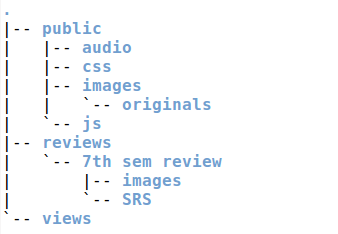 .
|-- public
|   |-- audio
|   |-- css
|   |-- images
|   |   `-- originals
|   `-- js
|-- reviews
|   `-- 7th sem review
|       |-- images
|       `-- SRS
`-- views